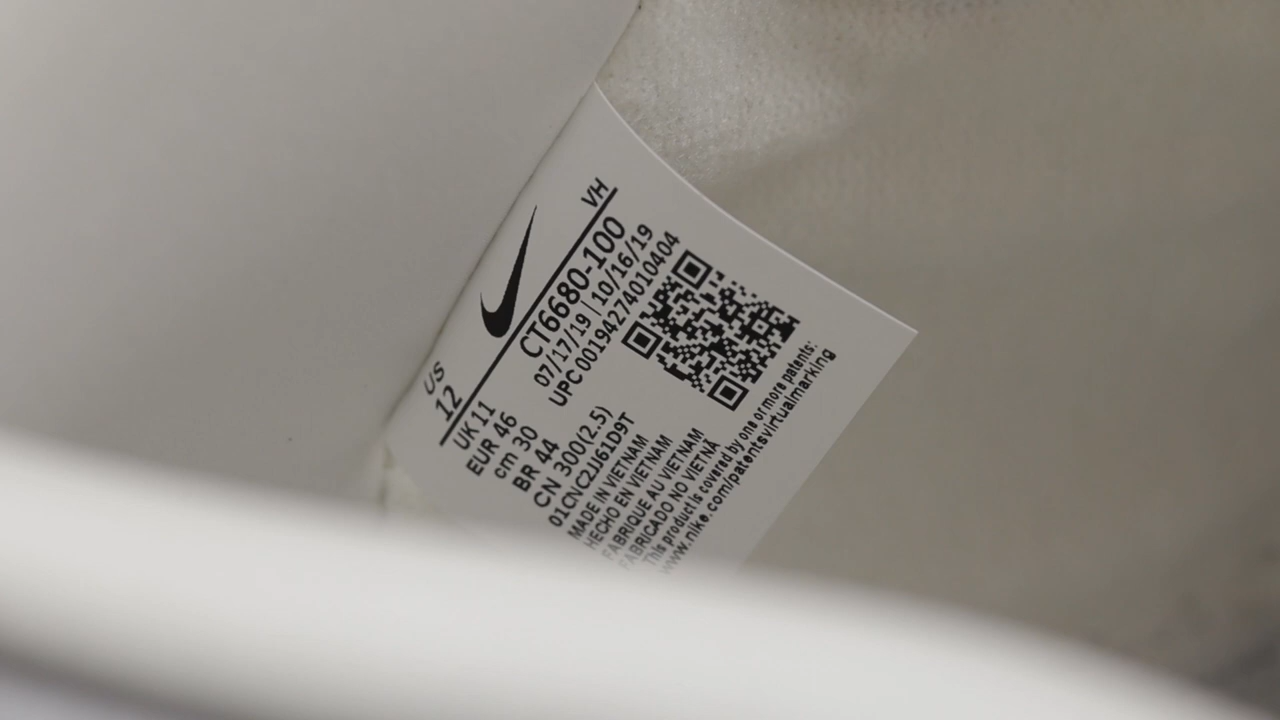 US VH
12
UK 11 CT6680-100
EUR 46 07/17/19 | 10/16/19
cm 30 UPC 00194274010404
BR 44
CN 300(2.5)
01CNC2JJ61D9T
MADE IN VIETNAM
HECHO EN VIETNAM
FABRIQUE AU VIETNAM
FABRICADO NO VIETNÃ
This product is covered by one or more patents:
www.nike.com/patentsvirtualmarking